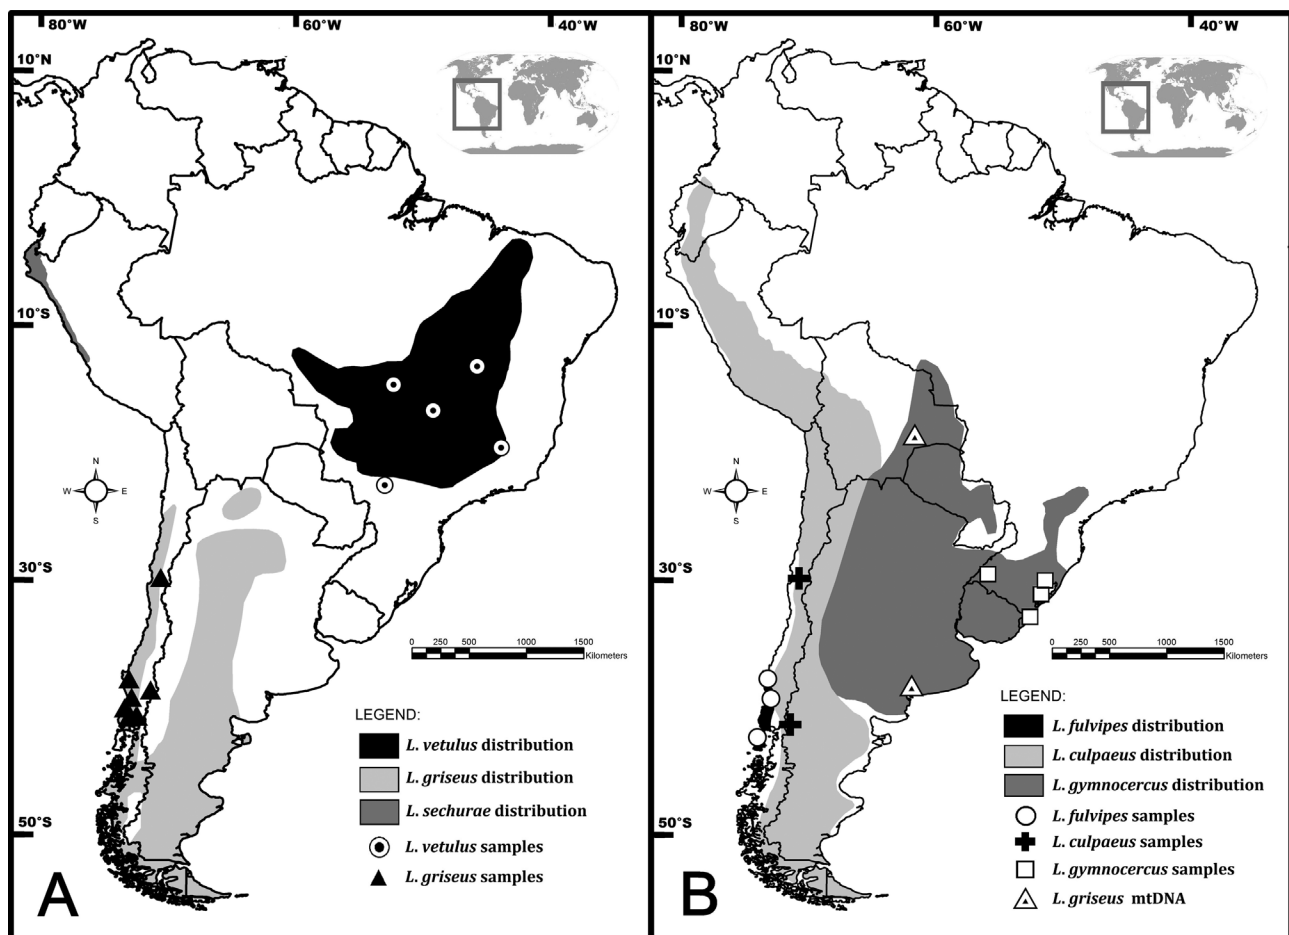 80°W 60°W 40°W
10°N
10°S
30°S
50°S
N
W E
S
0 250 500 1000 1500
Kilometers
LEGEND:
L. vetulus distribution
L. griseus distribution
L. sechurae distribution
L. vetulus samples
L. griseus samples
A
80°W 60°W 40°W
10°N
10°S
30°S
50°S
N
W E
S
0 250 500 1000 1500
Kilometers
LEGEND:
L. fulvipes distribution
L. culpaeus distribution
L. gymnocercus distribution
L. fulvipes samples
L. culpaeus samples
L. gymnocercus samples
L. griseus mtDNA
B